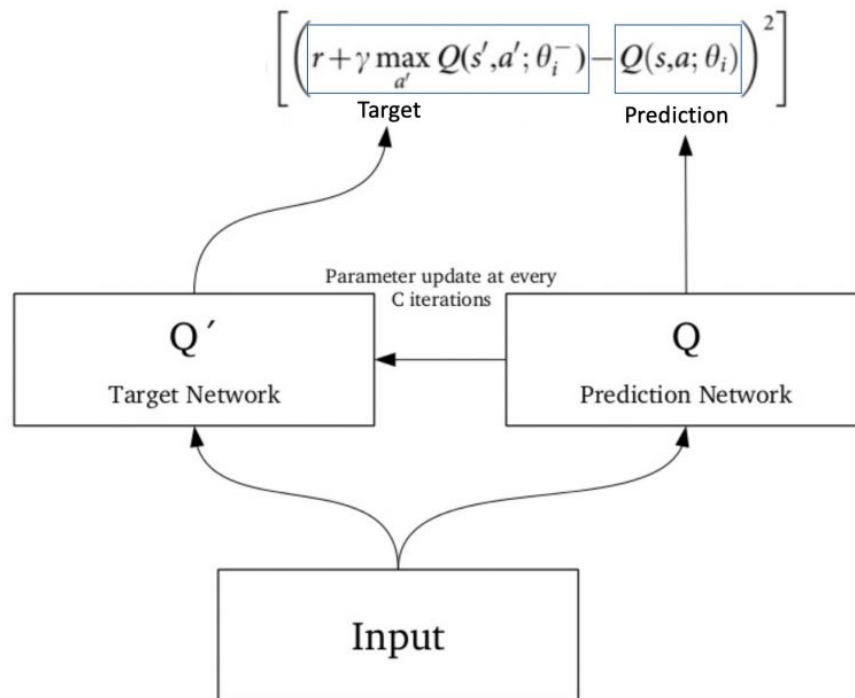 [(r + γ max_{a′} Q(s′,a′; θ_i^−) − Q(s,a; θ_i))^2]
Target Prediction
Parameter update at every
C iterations
Q′ Q
Target Network Prediction Network
Input